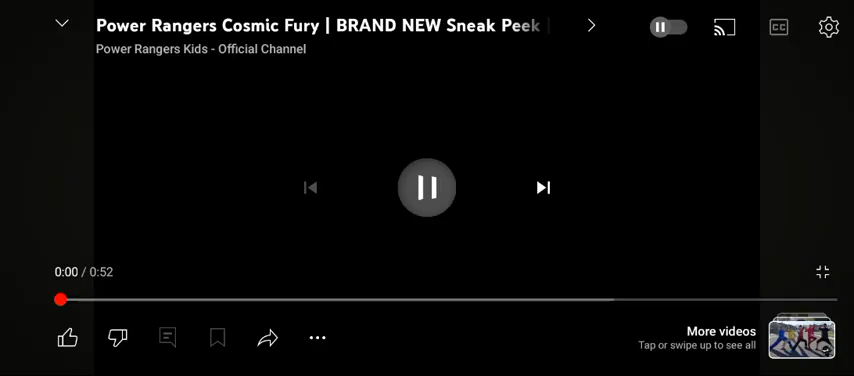 Power Rangers Cosmic Fury | BRAND NEW Sneak Peek |
Power Rangers Kids - Official Channel
CC
0:00 / 0:52
More videos
Tap or swipe up to see all